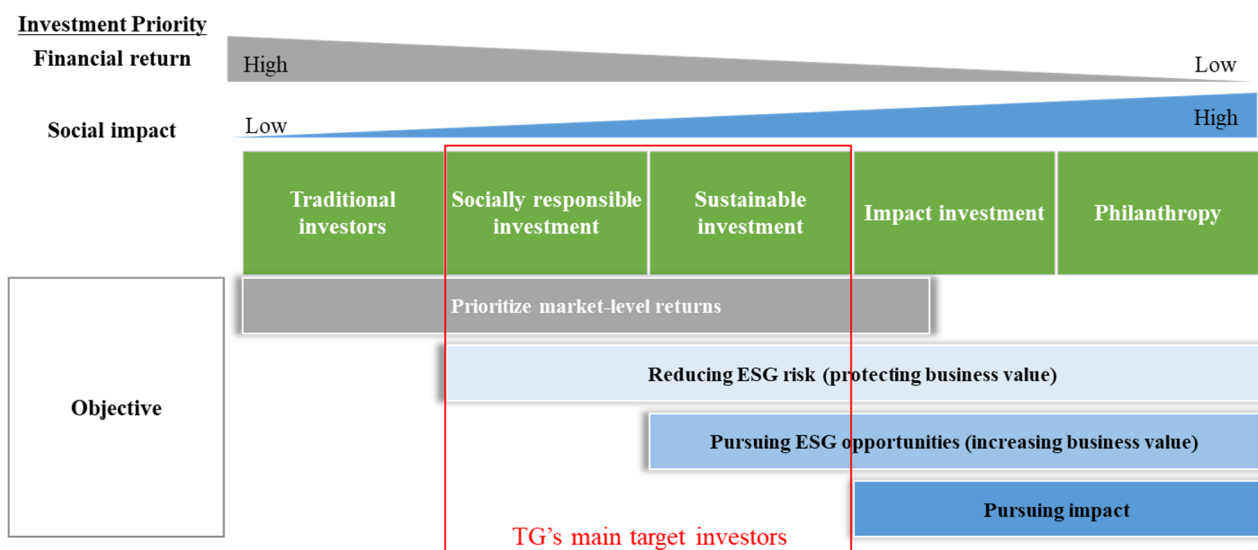 Investment Priority
Financial return
High
Low
Social impact
Low
High
Traditional
investors
Socially responsible
investment
Sustainable
investment
Impact investment
Philanthropy
Objective
Prioritize market-level returns
Reducing ESG risk (protecting business value)
Pursuing ESG opportunities (increasing business value)
Pursuing impact
TG’s main target investors